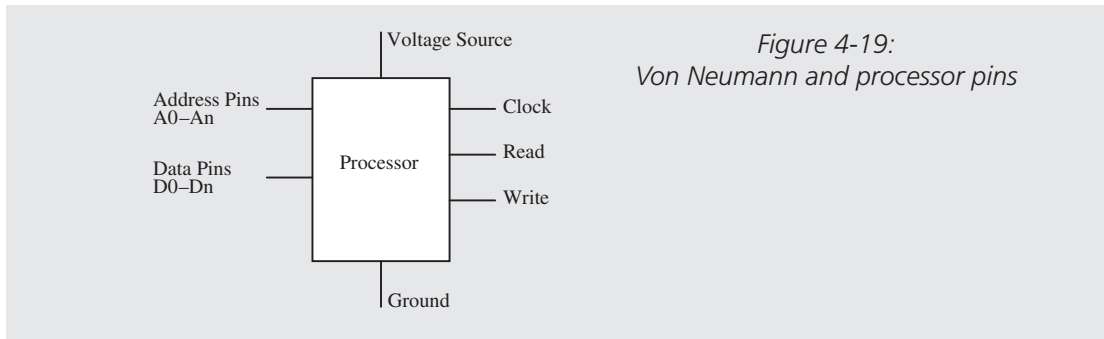 Voltage Source
Figure 4-19:
Von Neumann and processor pins
Address Pins
A0–An
Clock
Data Pins
D0–Dn
Processor
Read
Write
Ground